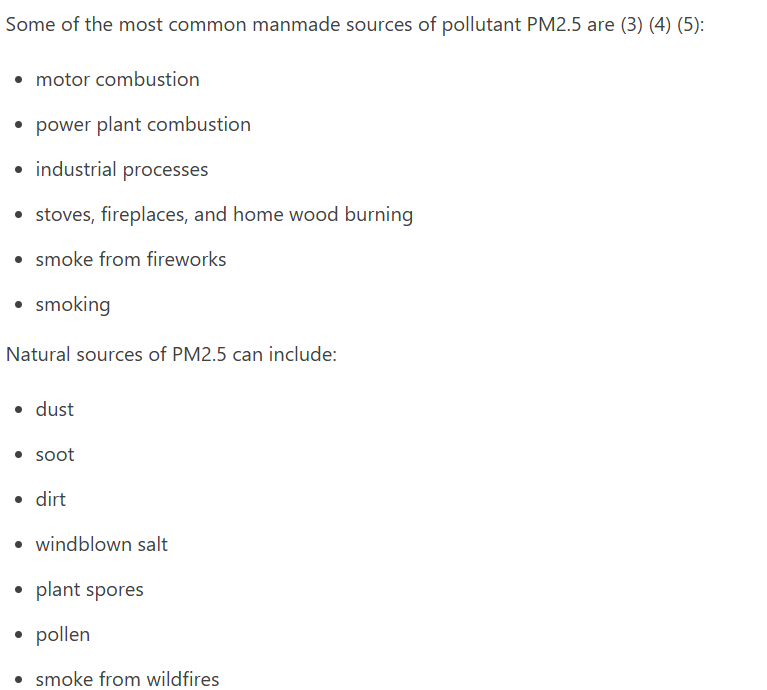 Some of the most common manmade sources of pollutant PM2.5 are (3) (4) (5):
• motor combustion
• power plant combustion
• industrial processes
• stoves, fireplaces, and home wood burning
• smoke from fireworks
• smoking
Natural sources of PM2.5 can include:
• dust
• soot
• dirt
• windblown salt
• plant spores
• pollen
• smoke from wildfires